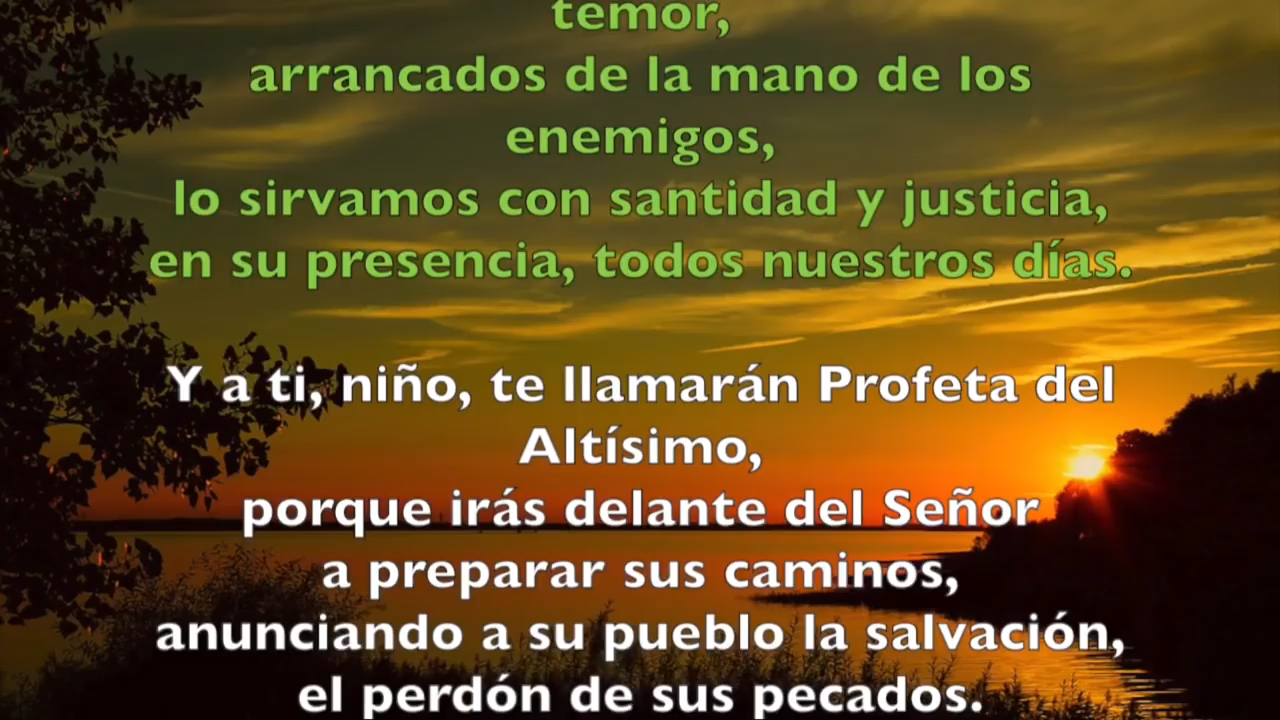 temor,
arrancados de la mano de los
enemigos,
lo sirvamos con santidad y justicia,
en su presencia, todos nuestros días.
Y a ti, niño, te llamarán Profeta del
Altísimo,
porque irás delante del Señor
a preparar sus caminos,
anunciando a su pueblo la salvación,
el perdón de sus pecados.